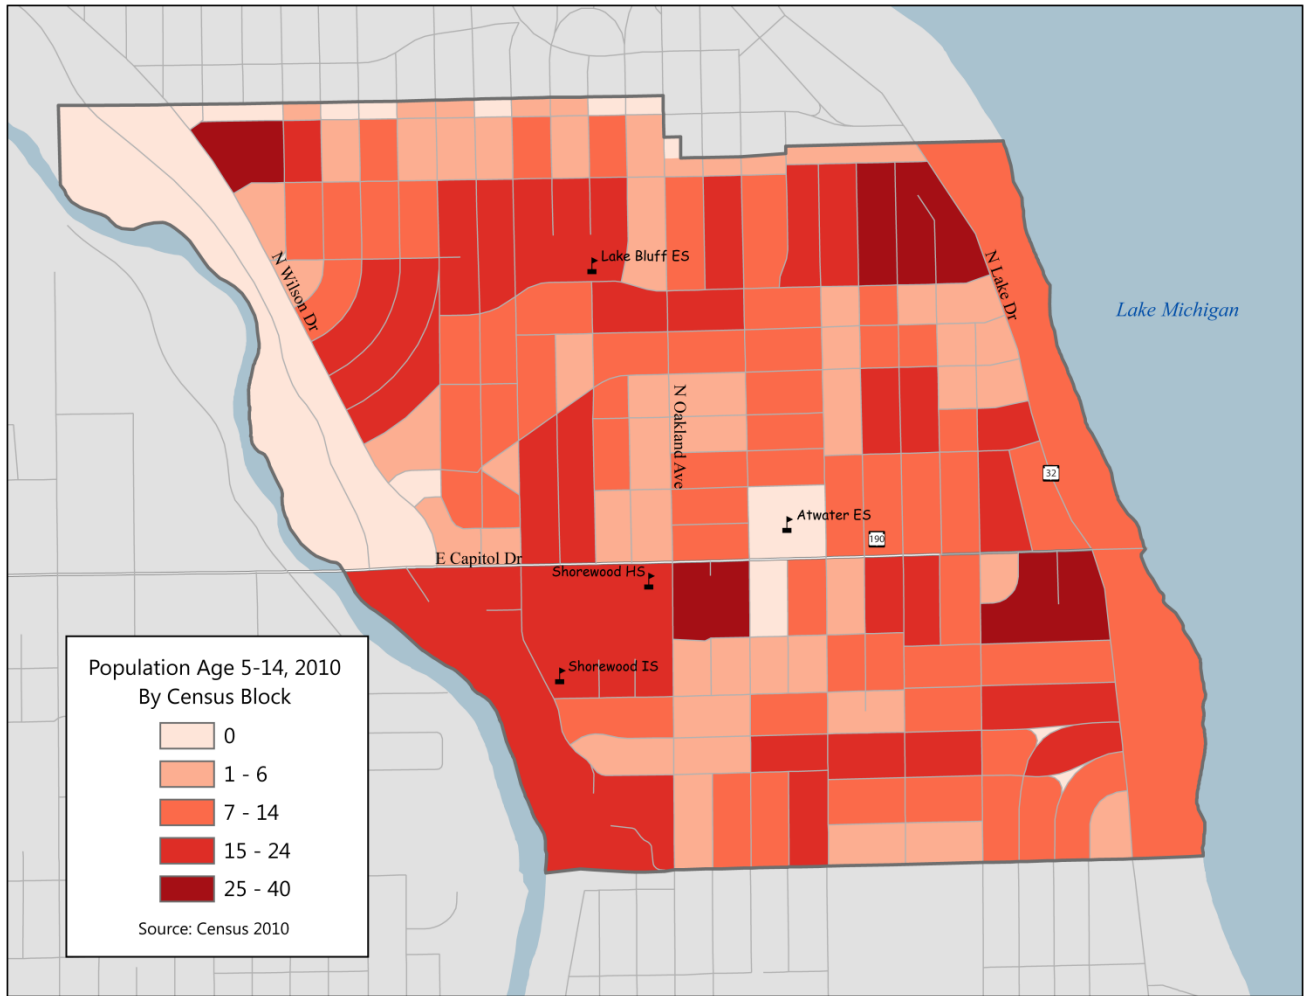 Lake Bluff ES
N Wilson Dr
N Lake Dr
Lake Michigan
N Oakland Ave
32
Atwater ES
190
E Capitol Dr
Shorewood HS
Shorewood IS
Population Age 5-14, 2010
By Census Block
0
1 - 6
7 - 14
15 - 24
25 - 40
Source: Census 2010